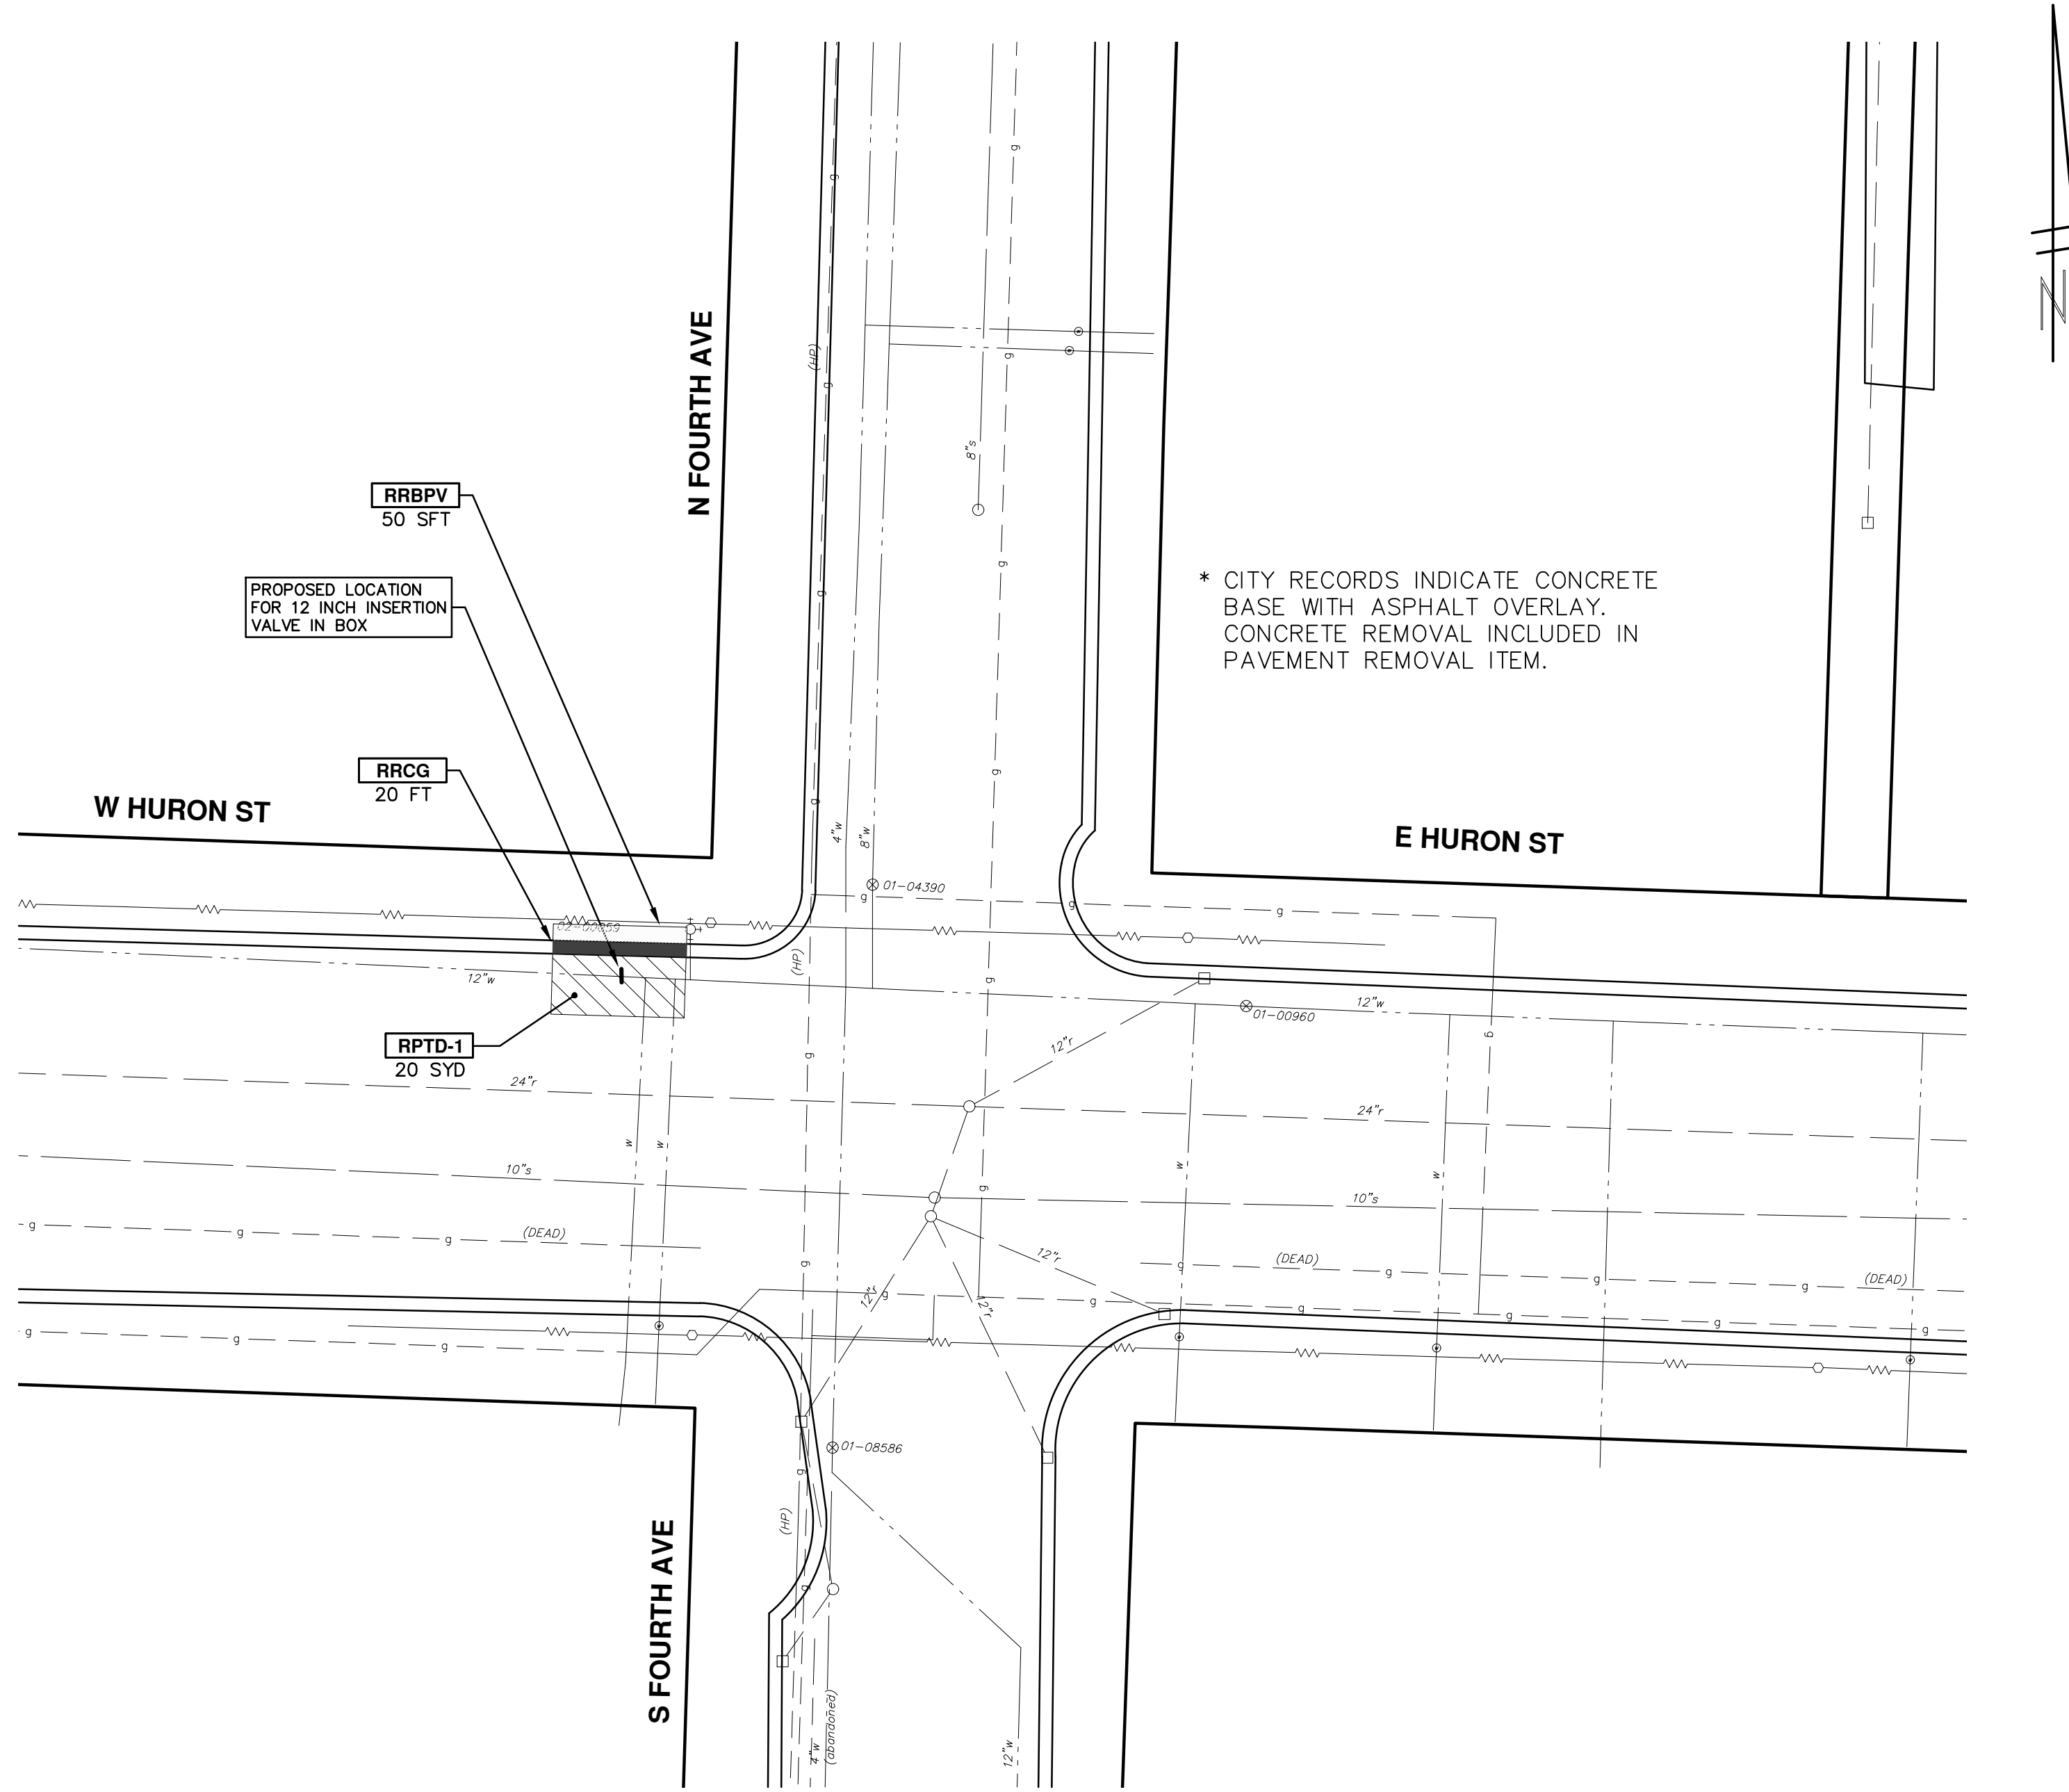 N FOURTH AVE
RRBPV
50 SFT
PROPOSED LOCATION
FOR 12 INCH INSERTION
VALVE IN BOX
RRCG
20 FT
W HURON ST
RPTD-1
20 SYD
* CITY RECORDS INDICATE CONCRETE
BASE WITH ASPHALT OVERLAY.
CONCRETE REMOVAL INCLUDED IN
PAVEMENT REMOVAL ITEM.
E HURON ST
N
g
g
g
g
g
g
g
g
g
g
(HP)
8"s
4"w
8"w
01-04390
g
g
g
(HP)
g
12"w
12"w
01-00960
12"r
g
g
g
24"r
24"r
w
w
w
w
10"s
10"s
g
g
g
g
(DEAD)
g
12"r
g
(DEAD)
g
g
g
(DEAD)
12"r
g
12"r
g
g
g
g
g
g
g
g
g
01-08586
g
(HP)
g
S FOURTH AVE
4"w
(abandoned)
12"w